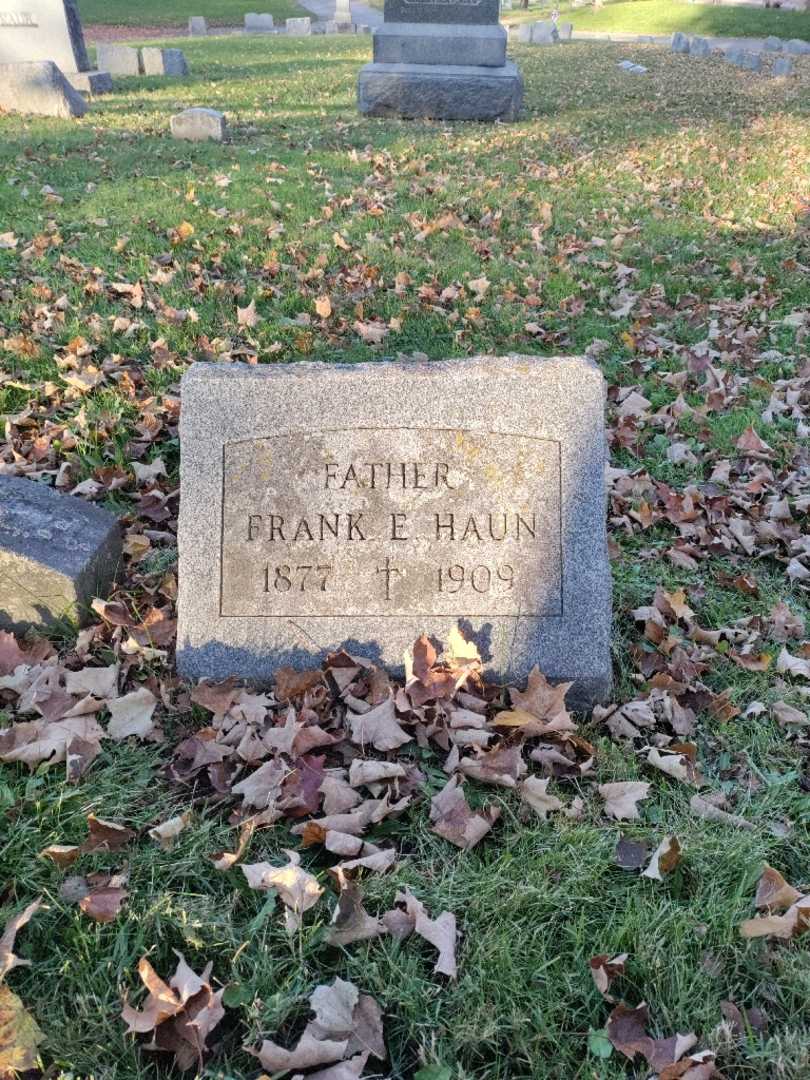 FATHER
FRANK E. HAUN
1877 † 1909